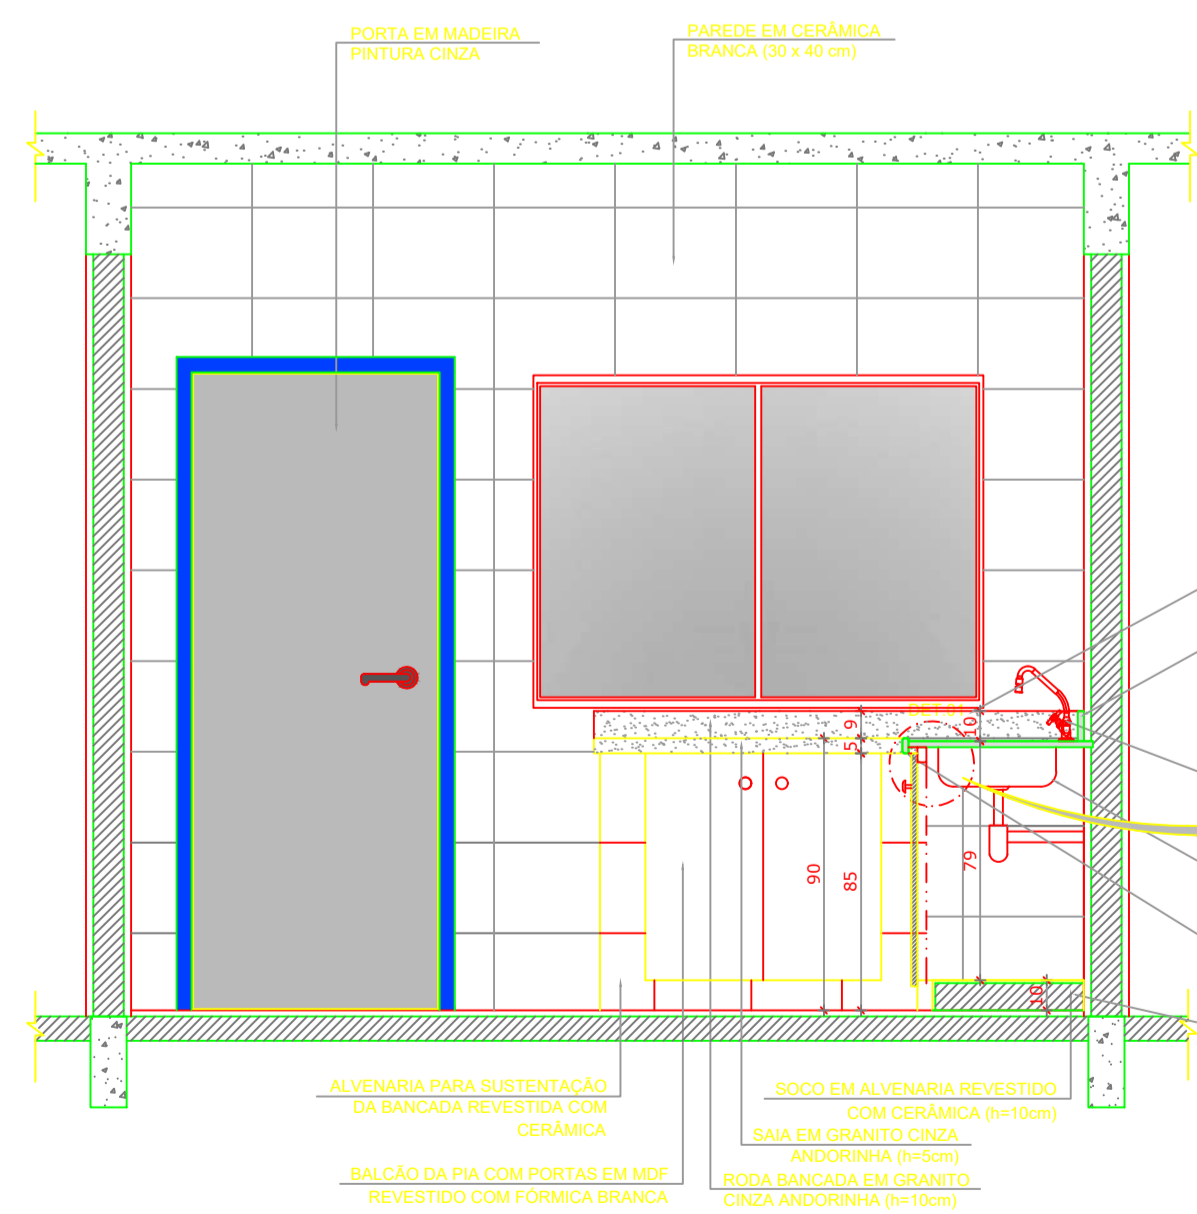 PORTA EM MADEIRA
PINTURA CINZA
PAREDE EM CERÂMICA
BRANCA (30 x 40 cm)
DET.01
9
10
5
90
85
79
10
ALVENARIA PARA SUSTENTAÇÃO
DA BANCADA REVESTIDA COM
CERÂMICA
SOCO EM ALVENARIA REVESTIDO
COM CERÂMICA (h=10cm)
SAIA EM GRANITO CINZA
ANDORINHA (h=5cm)
BALCÃO DA PIA COM PORTAS EM MDF
REVESTIDO COM FÓRMICA BRANCA
RODA BANCADA EM GRANITO
CINZA ANDORINHA (h=10cm)